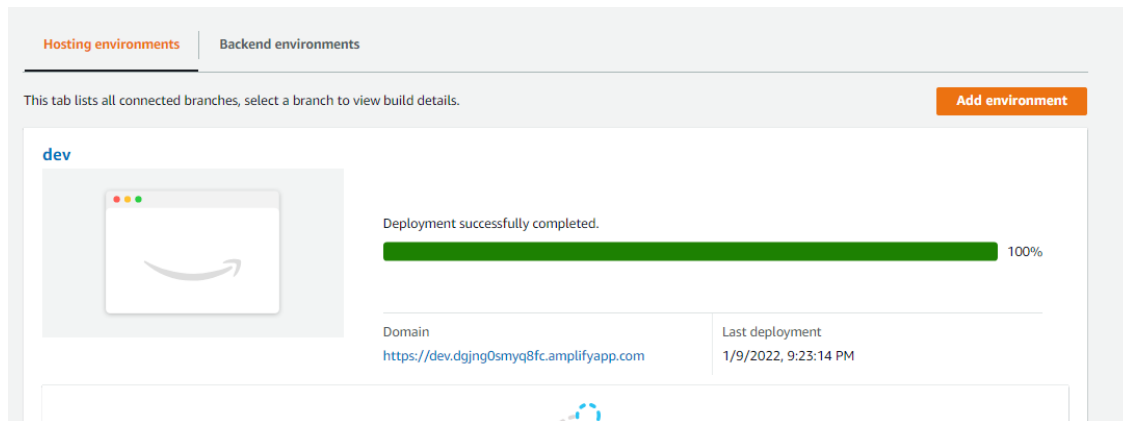 Hosting environments
Backend environments
This tab lists all connected branches, select a branch to view build details.
Add environment
dev
Deployment successfully completed.
100%
Domain
Last deployment
https://dev.dgjng0smyq8fc.amplifyapp.com
1/9/2022, 9:23:14 PM